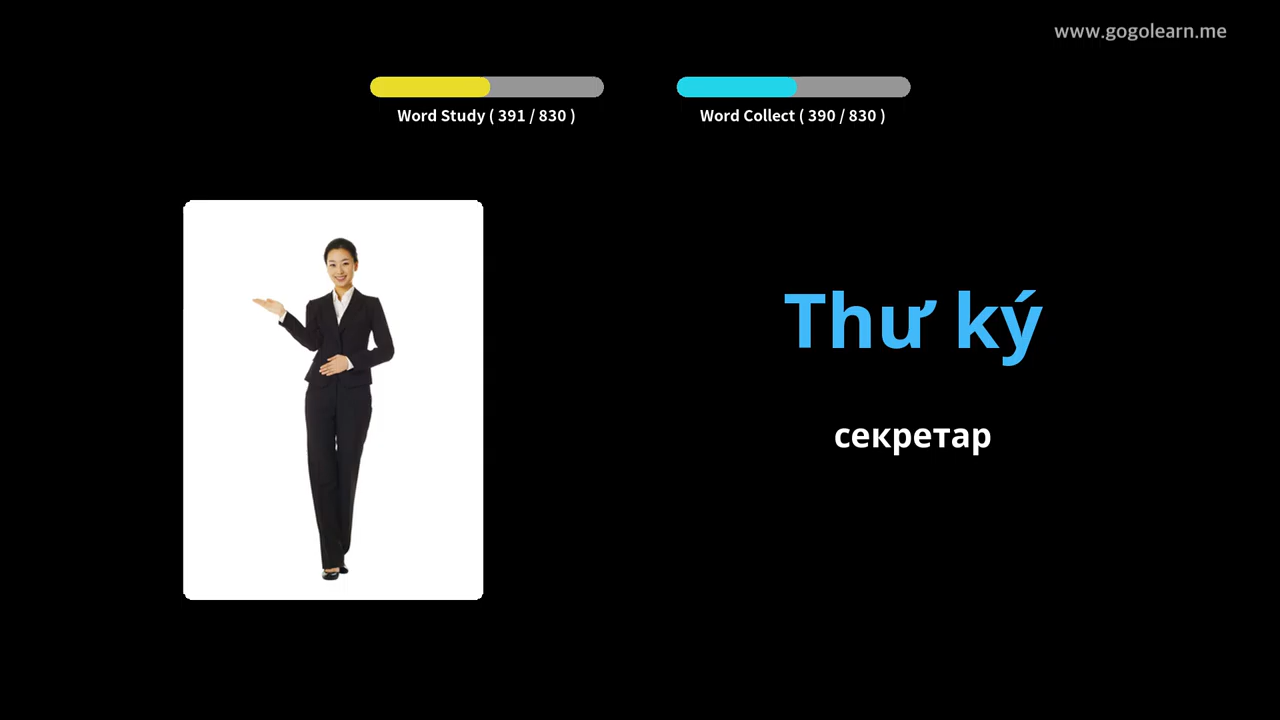 www.gogolearn.me
Word Study ( 391 / 830 )
Word Collect ( 390 / 830 )
Thư ký
секретар